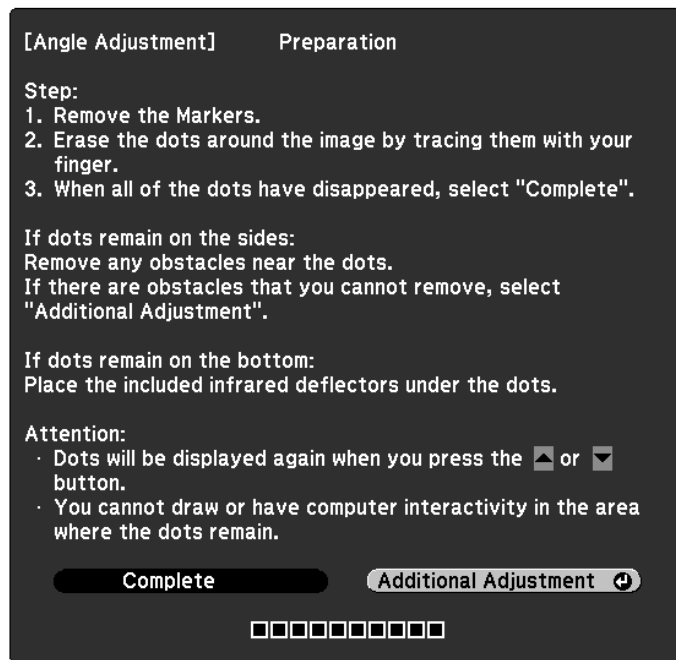 [Angle Adjustment] Preparation
Step:
1. Remove the Markers.
2. Erase the dots around the image by tracing them with your
finger.
3. When all of the dots have disappeared, select "Complete".
If dots remain on the sides:
Remove any obstacles near the dots.
If there are obstacles that you cannot remove, select
"Additional Adjustment".
If dots remain on the bottom:
Place the included infrared deflectors under the dots.
Attention:
· Dots will be displayed again when you press the ▲ or ▼
button.
· You cannot draw or have computer interactivity in the area
where the dots remain.
Complete Additional Adjustment